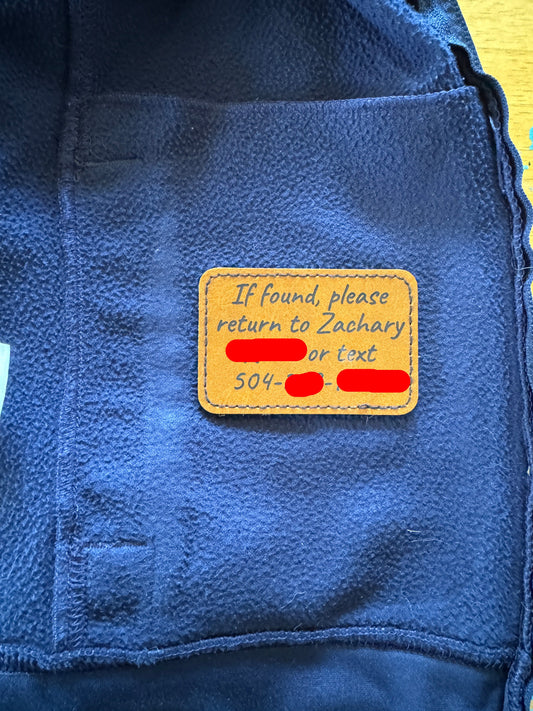 If found, please
return to Zachary
or text
504-